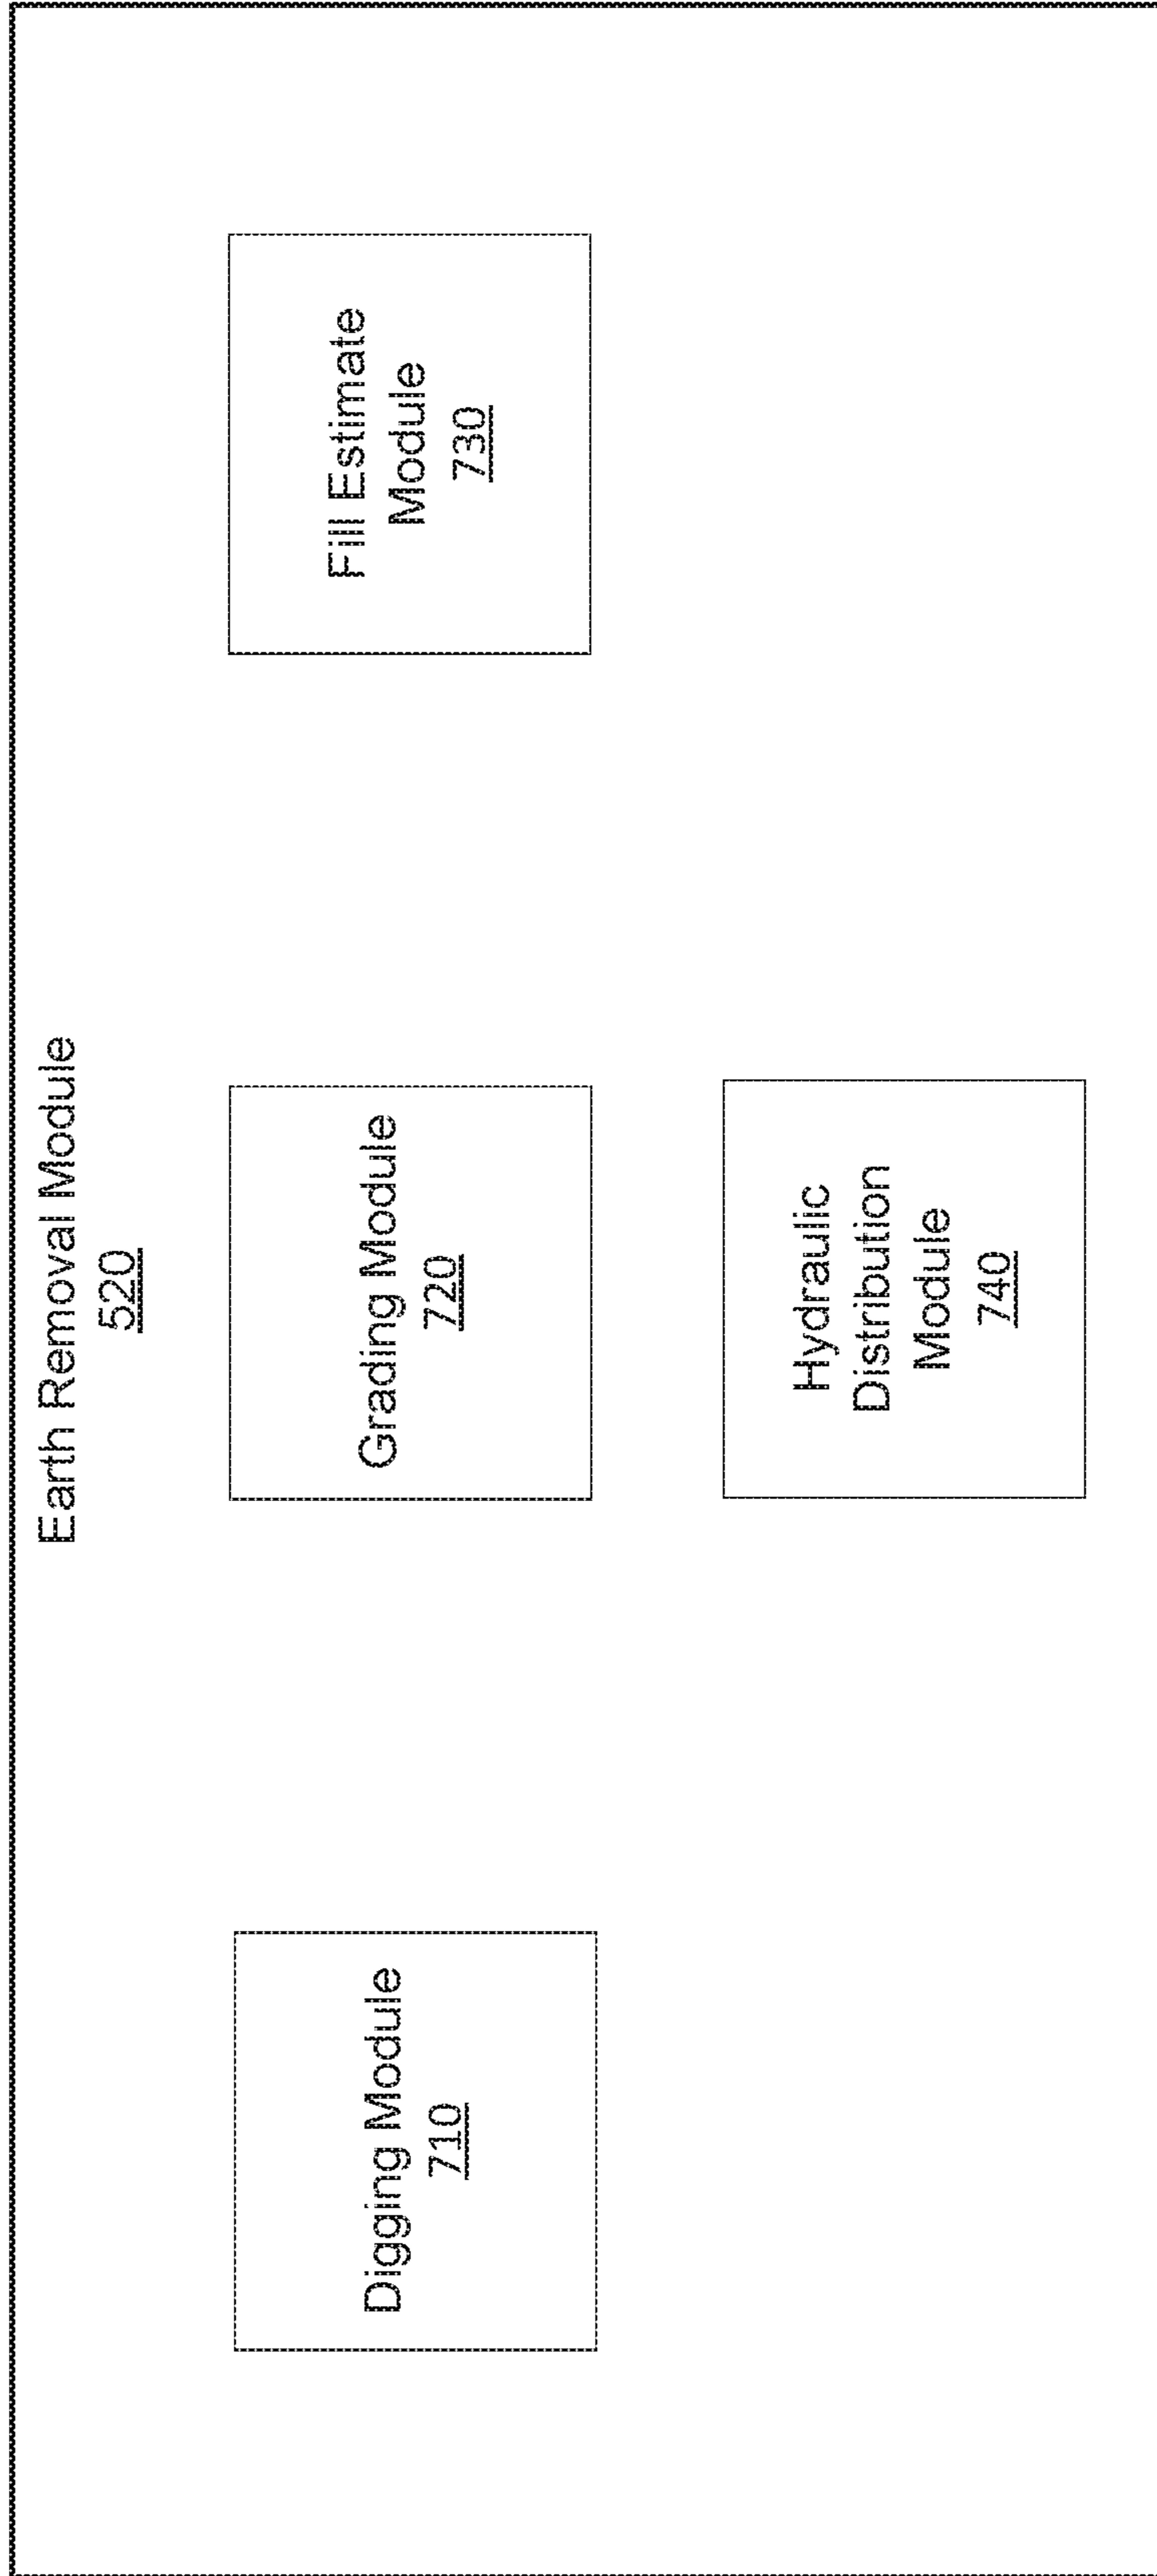 Earth Removal Module
520
Digging Module
710
Grading Module
720
Fill Estimate
Module
730
Hydraulic
Distribution
Module
740